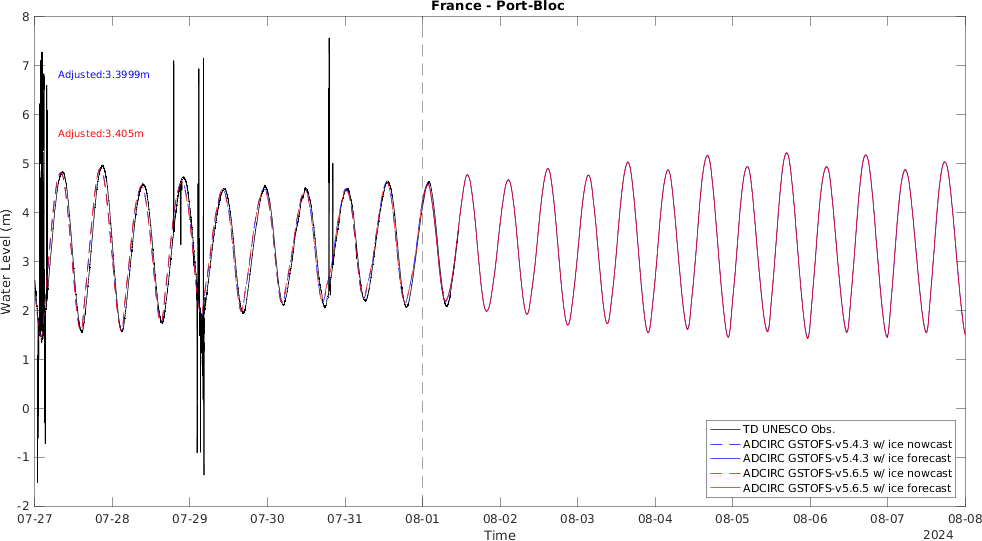 France - Port-Bloc
8
7
6
5
4
3
2
1
0
-1
-2
Water Level (m)
Adjusted:3.3999m
Adjusted:3.405m
TD UNESCO Obs.
ADCIRC GSTOFS-v5.4.3 w/ ice nowcast
ADCIRC GSTOFS-v5.4.3 w/ ice forecast
ADCIRC GSTOFS-v5.6.5 w/ ice nowcast
ADCIRC GSTOFS-v5.6.5 w/ ice forecast
07-27 07-28 07-29 07-30 07-31 08-01 08-02 08-03 08-04 08-05 08-06 08-07 08-08
Time
2024